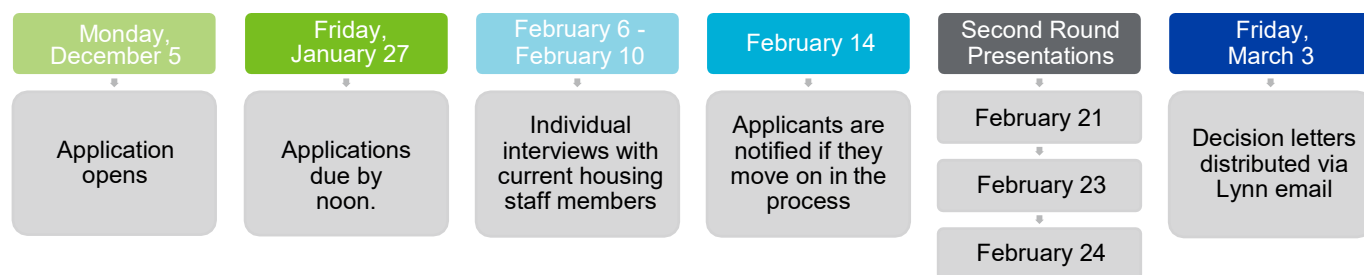 Monday,
December 5
Application
opens
Friday,
January 27
Applications
due by
noon.
February 6 -
February 10
Individual
interviews with
current housing
staff members
February 14
Applicants are
notified if they
move on in the
process
Second Round
Presentations
February 21
February 23
February 24
Friday,
March 3
Decision letters
distributed via
Lynn email